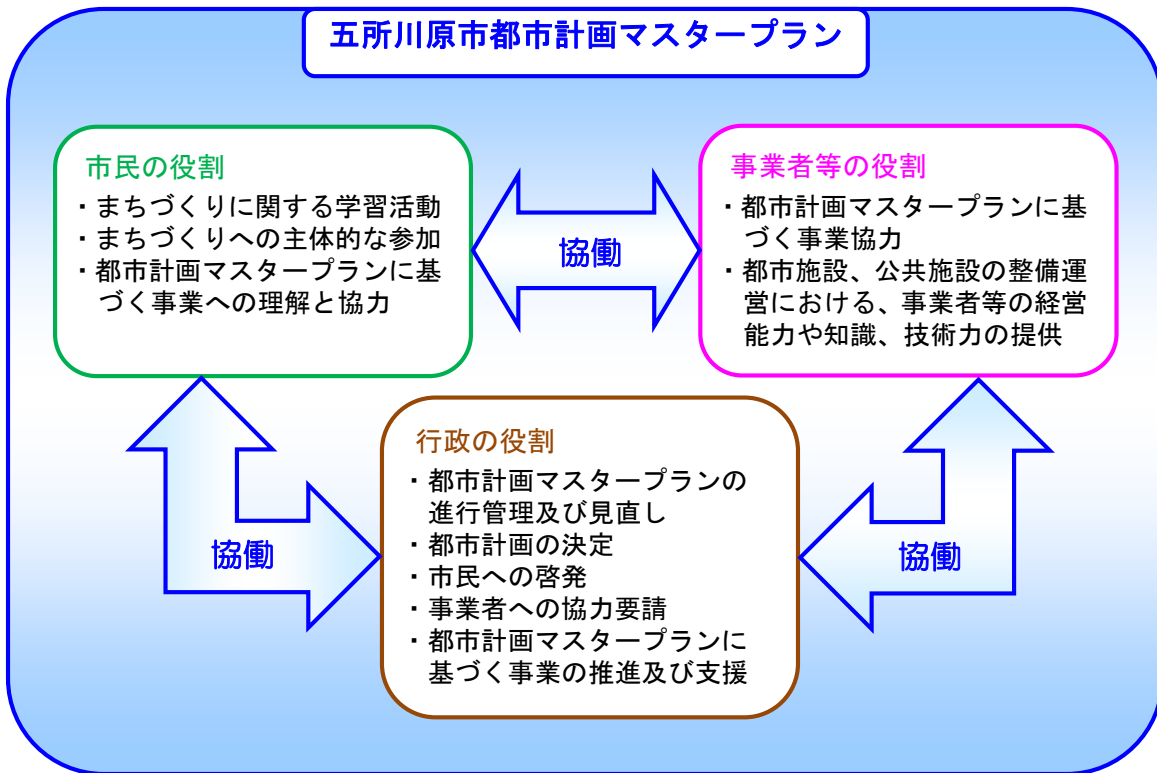 五所川原市都市計画マスタープラン
市民の役割
・まちづくりに関する学習活動
・まちづくりへの主体的な参加
・都市計画マスタープランに基
づく事業への理解と協力
協働
事業者等の役割
・都市計画マスタープランに基
づく事業協力
・都市施設、公共施設の整備運
営における、事業者等の経営
能力や知識、技術力の提供
行政の役割
・都市計画マスタープランの
進行管理及び見直し
・都市計画の決定
・市民への啓発
・事業者への協力要請
・都市計画マスタープランに
基づく事業の推進及び支援
協働
協働